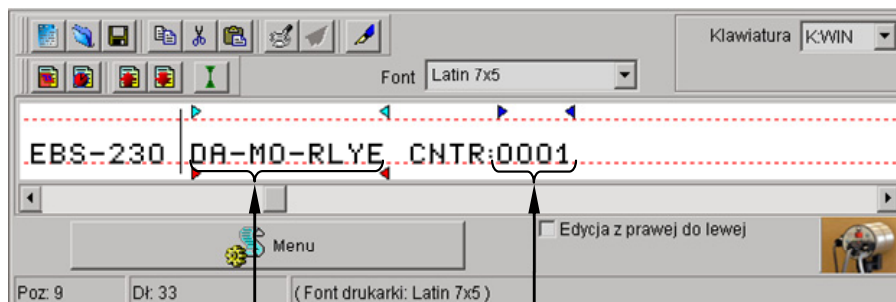 Klawiatura K:WIN
Font Latin 7x5
EBS-230 DA-MO-RLYE CNTR:0001
Menu
Edycja z prawej do lewej
Poz: 9 Dł: 33 ( Font drukarki: Latin 7x5 )